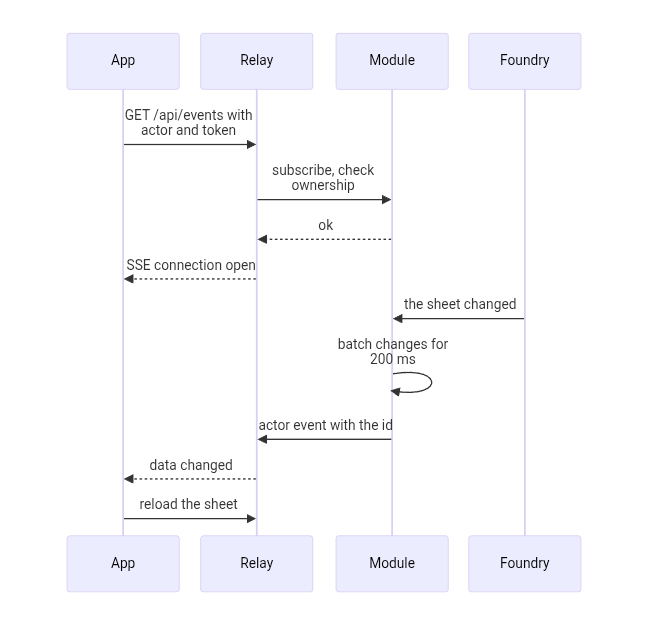 App
Relay
Module
Foundry
GET /api/events with
actor and token
subscribe, check
ownership
ok
SSE connection open
the sheet changed
batch changes for
200 ms
actor event with the id
data changed
reload the sheet
App
Relay
Module
Foundry